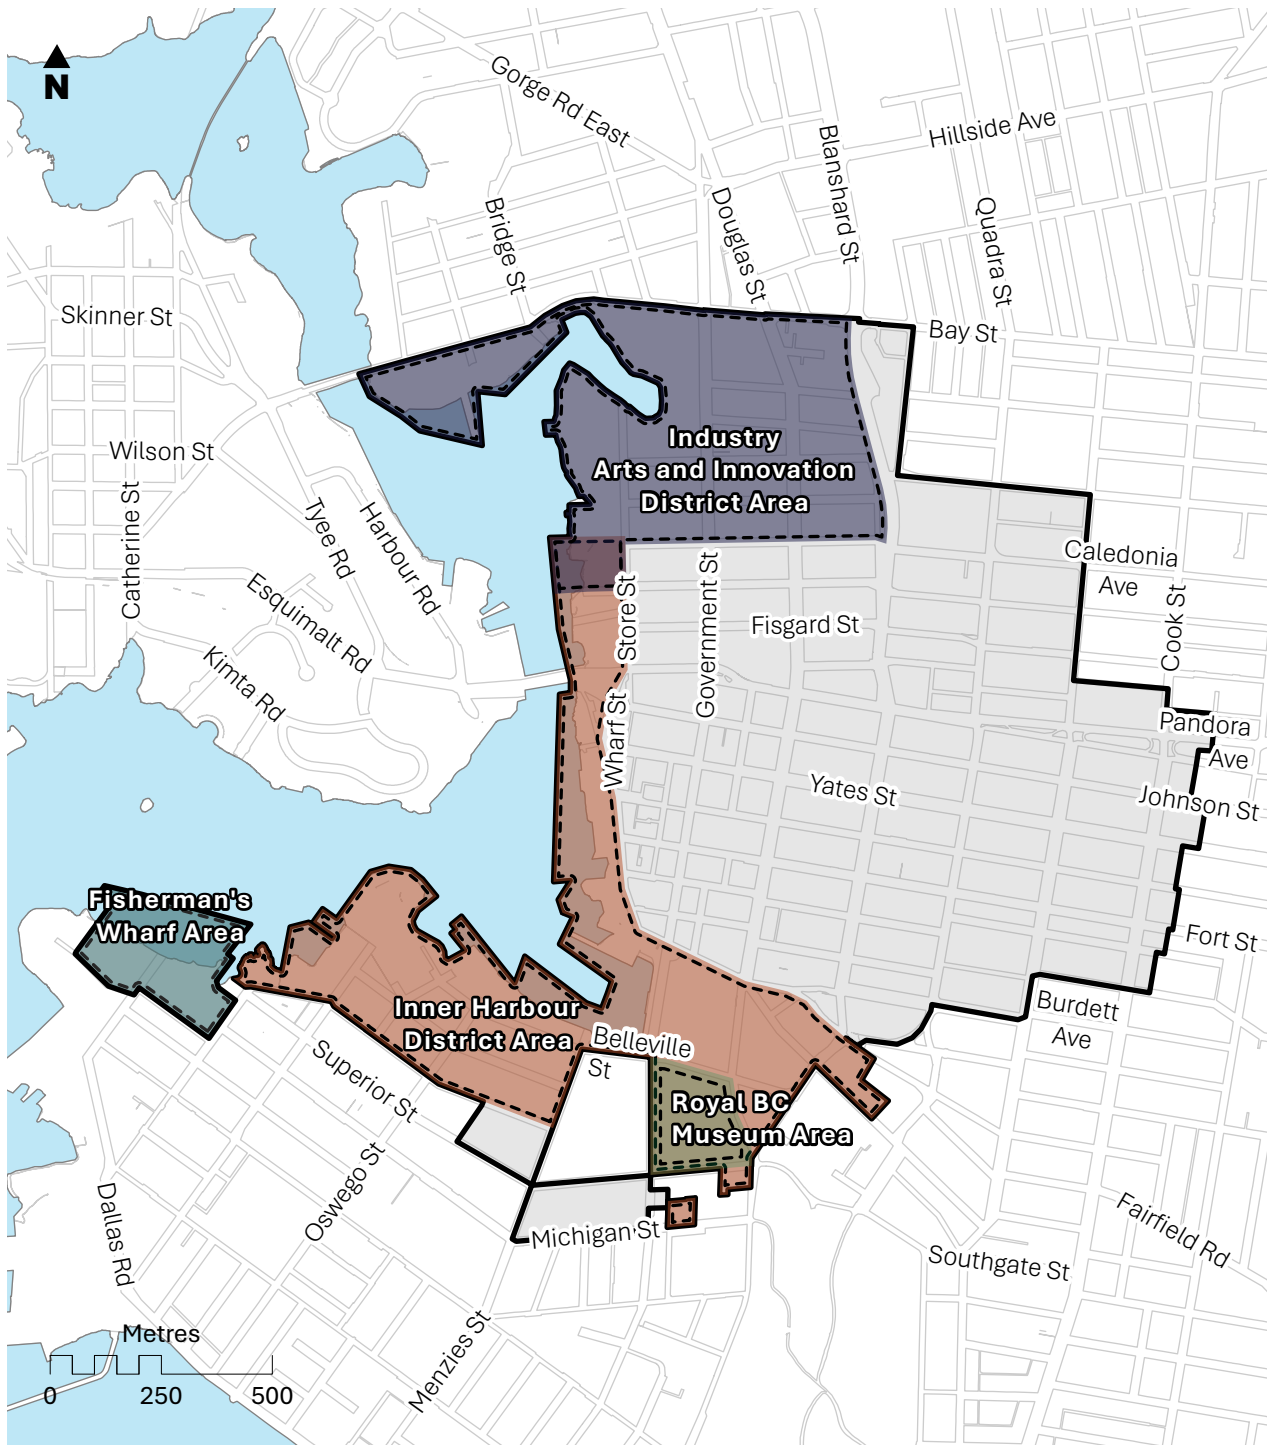 N
Gorge Rd East
Hillside Ave
Blanshard St
Bridge St
Douglas St
Quadra St
Skinner St
Bay St
Industry
Arts and Innovation
District Area
Wilson St
Catherine St
Tyee Rd
Harbour Rd
Caledonia
Ave
Esquimalt Rd
Store St
Government St
Fisgard St
Cook St
Kimta Rd
Wharf St
Pandora
Ave
Yates St
Johnson St
Fisherman's
Wharf Area
Fort St
Inner Harbour
District Area
Burdett
Ave
Belleville
St
Superior St
Royal BC
Museum Area
Oswego St
Dallas Rd
Michigan St
Fairfield Rd
Southgate St
Menzies St
Metres
0 250 500